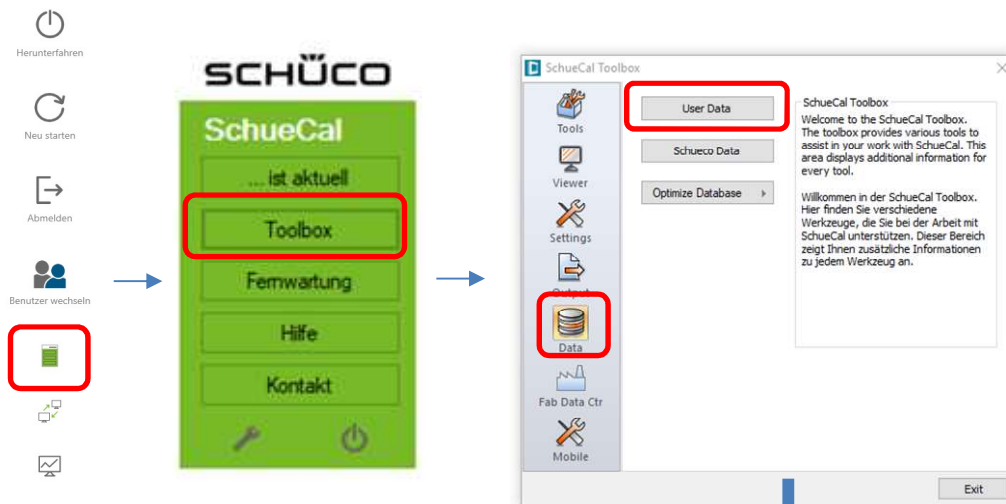 Herunterfahren
Neu starten
Abmelden
Benutzer wechseln
SCHÜCO
SchueCal
... ist aktuell
Toolbox
Fernwartung
Hilfe
Kontakt
SchueCal Toolbox
Tools
Viewer
Settings
Output
Data
Fab Data Ctr
Mobile
User Data
Schueco Data
Optimize Database
SchueCal Toolbox
Welcome to the SchueCal Toolbox.
The toolbox provides various tools to
assist in your work with SchueCal. This
area displays additional information for
every tool.
Willkommen in der SchueCal Toolbox.
Hier finden Sie verschiedene
Werkzeuge, die Sie bei der Arbeit mit
SchueCal unterstützen. Dieser Bereich
zeigt Ihnen zusätzliche Informationen
zu jedem Werkzeug an.
Exit